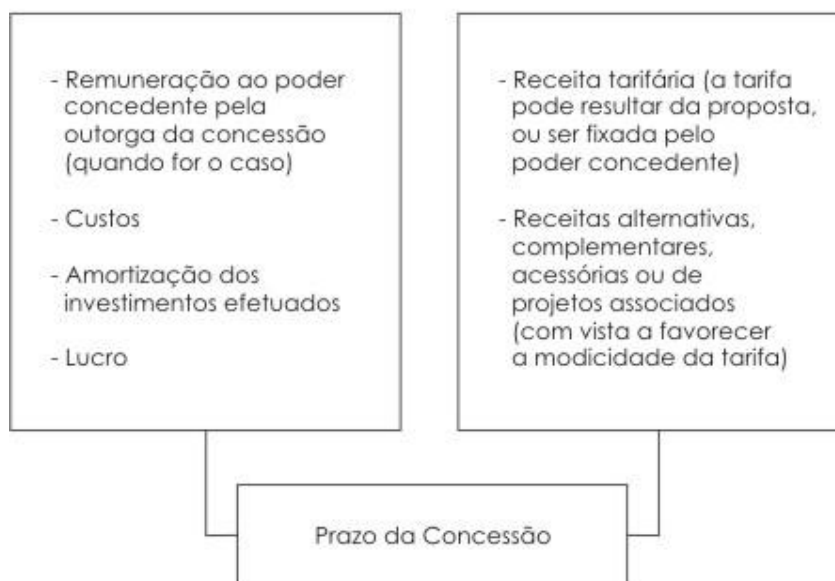 - Remuneração ao poder
concedente pela
outorga da concessão
(quando for o caso)
- Custos
- Amortização dos
investimentos efetuados
- Lucro
- Receita tarifária (a tarifa
pode resultar da proposta,
ou ser fixada pelo
poder concedente)
- Receitas alternativas,
complementares,
acessórias ou de
projetos associados
(com vista a favorecer
a modicidade da tarifa)
Prazo da Concessão